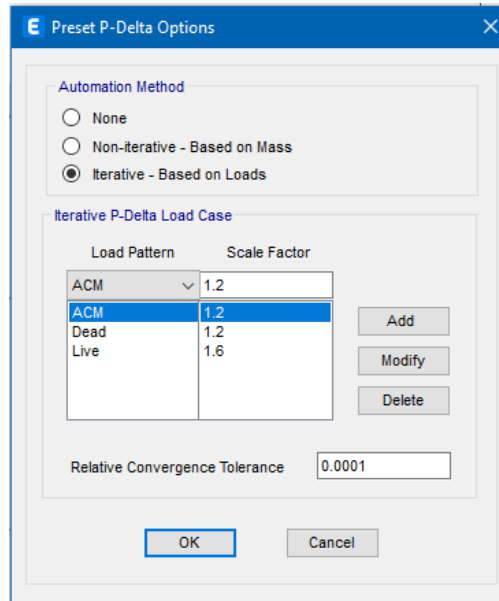 E Preset P-Delta Options
Automation Method
None
Non-iterative - Based on Mass
Iterative - Based on Loads
Iterative P-Delta Load Case
Load Pattern Scale Factor
ACM 1.2
ACM 1.2
Dead 1.2
Live 1.6
Add
Modify
Delete
Relative Convergence Tolerance 0.0001
OK Cancel